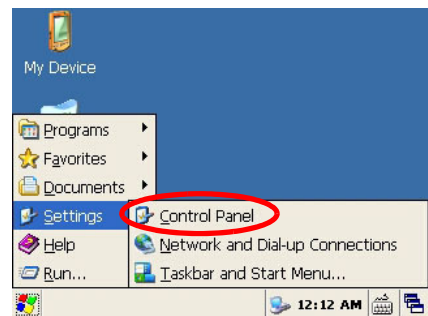 My Device
Programs
Favorites
Documents
Settings
Control Panel
Help
Network and Dial-up Connections
Run...
Taskbar and Start Menu...
12:12 AM